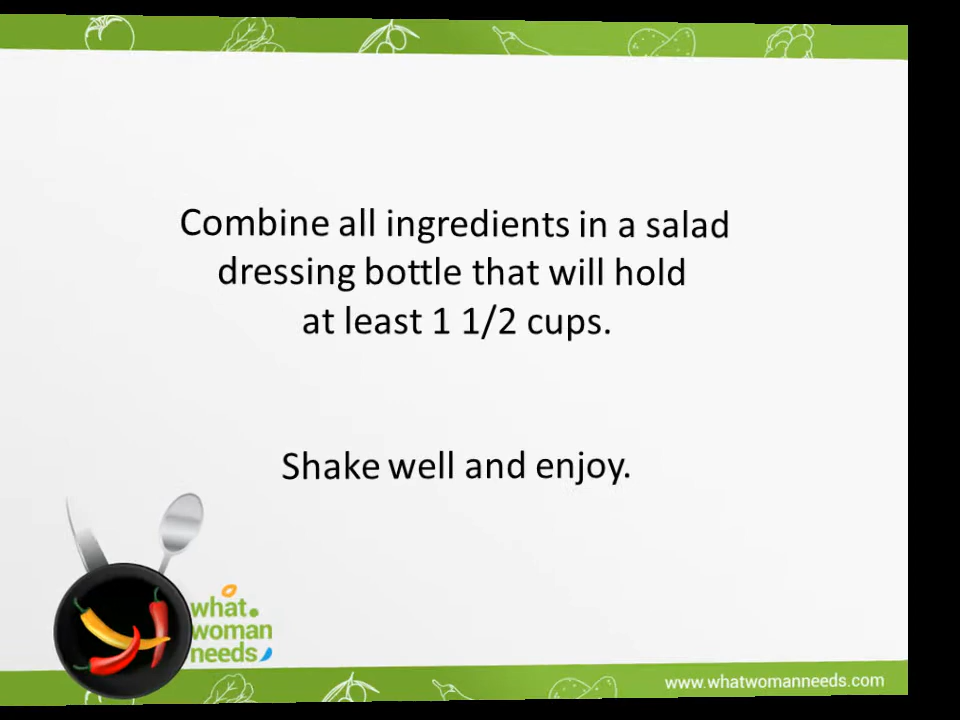 Combine all ingredients in a salad
dressing bottle that will hold
at least 1 1/2 cups.
Shake well and enjoy.
what.
woman
needs
www.whatwomanneeds.com